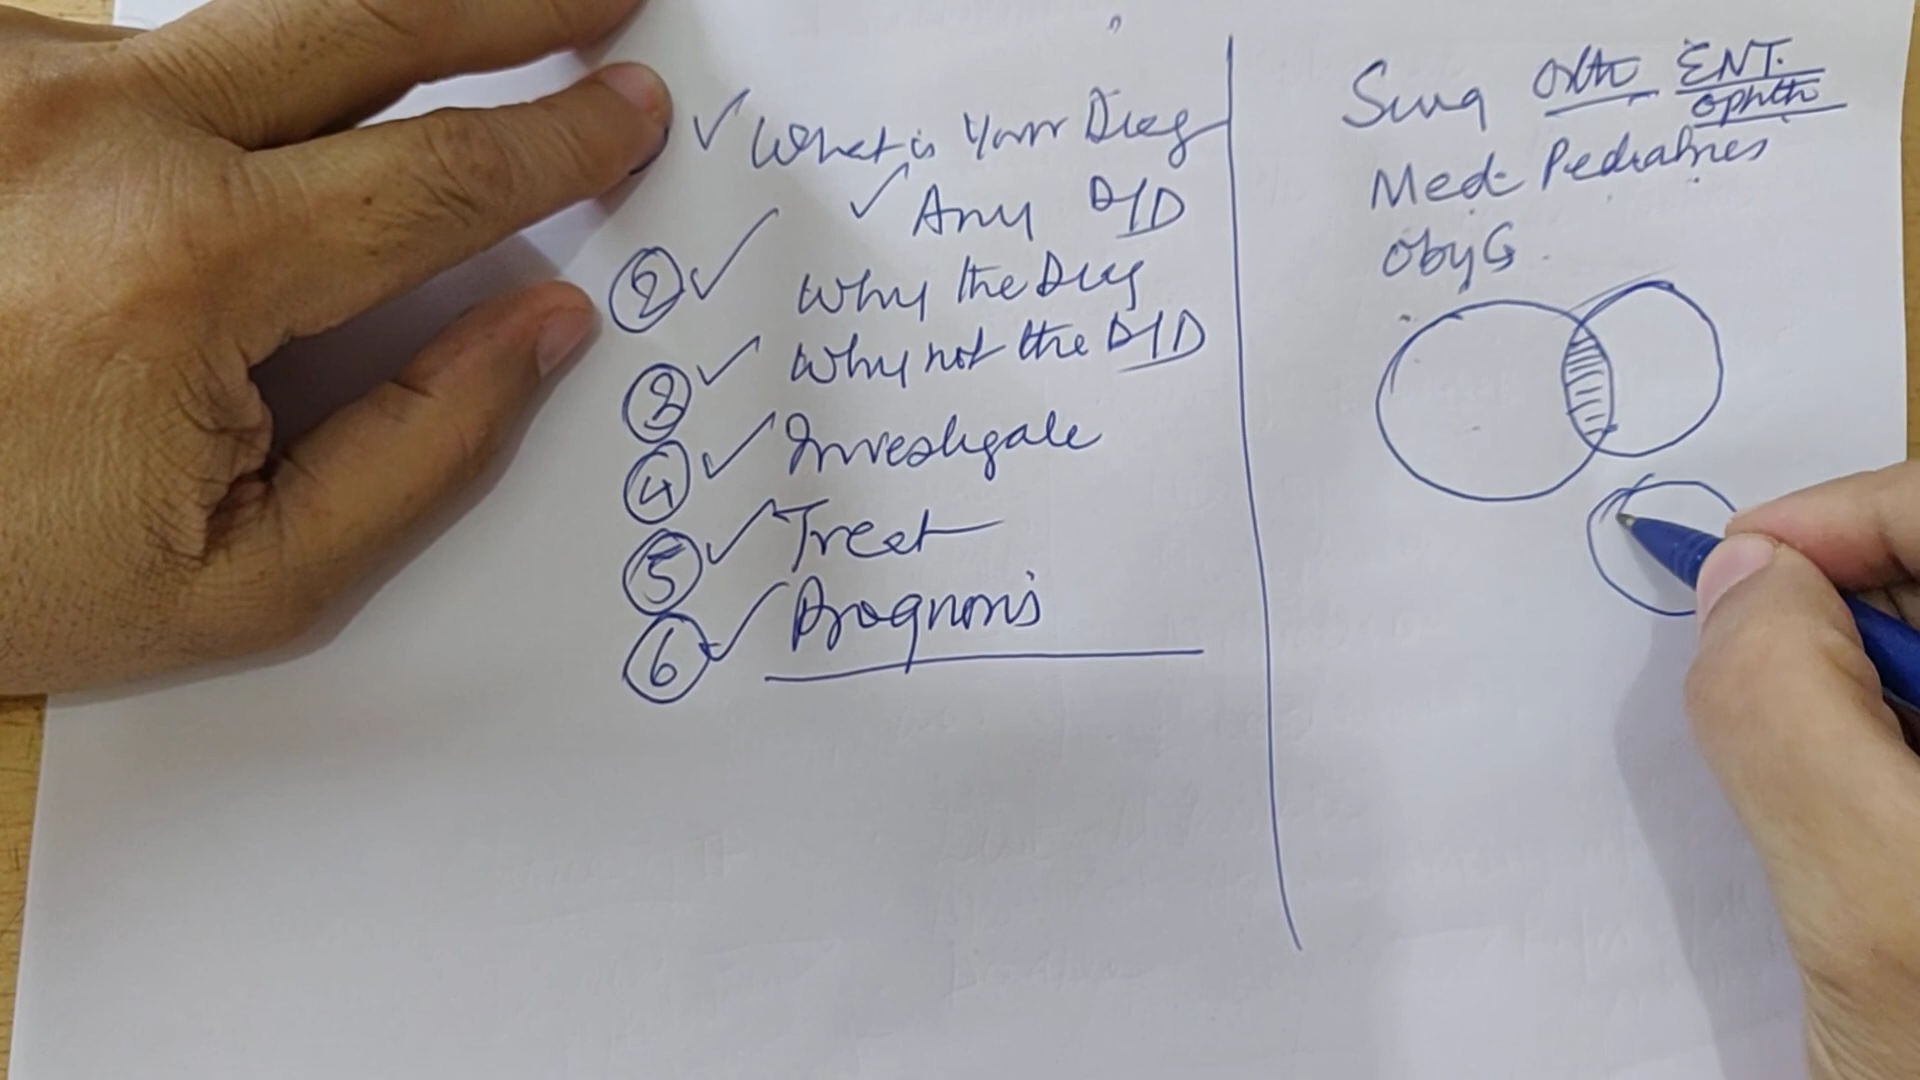 ✓ What is Your Diag
✓ Any D/D
② ✓ Why the Diag
③ ✓ Why not the D/D
④ ✓ Investigate
⑤ ✓ Treat
⑥ ✓ Prognosis
Surg Orth ENT.
Ophth
Med Pediatrics
ObyG